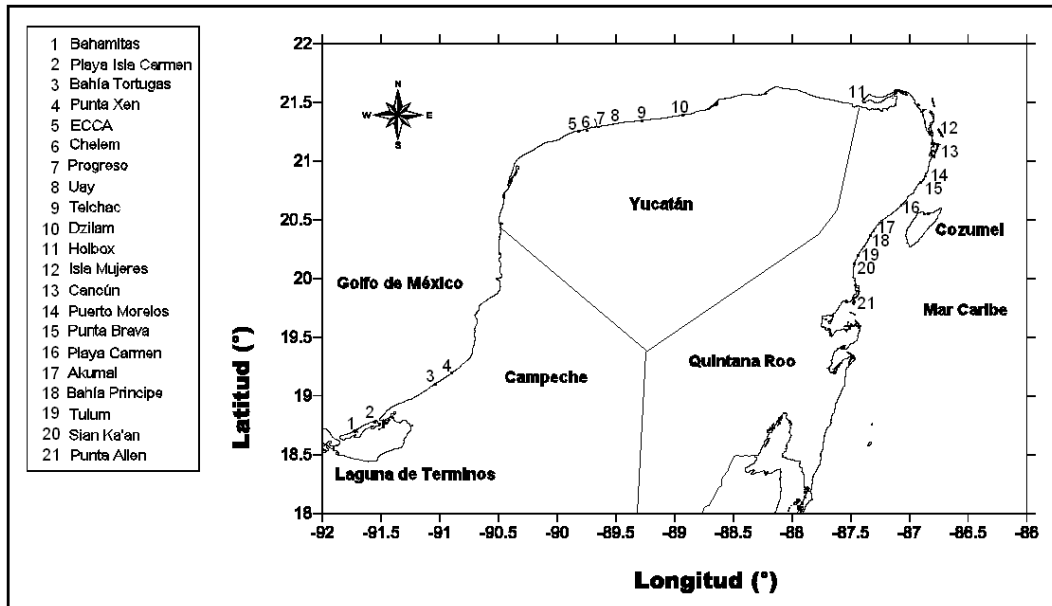 1 Bahamitas
2 Playa Isla Carmen
3 Bahía Tortugas
4 Punta Xen
5 ECCA
6 Chelem
7 Progreso
8 Uay
9 Telchac
10 Dzilam
11 Holbox
12 Isla Mujeres
13 Cancún
14 Puerto Morelos
15 Punta Brava
16 Playa Carmen
17 Akumal
18 Bahía Principe
19 Tulum
20 Sian Ka'an
21 Punta Allen
22
21.5
21
20.5
20
19.5
19
18.5
18
Latitud (°)
N
W E
S
11
5 6 7 8 9 10
12
13
14
15
16
17
18
19
20
21
Yucatán
Cozumel
Golfo de México
Mar Caribe
Quintana Roo
Campeche
3 4
1 2
Laguna de Terminos
-92 -91.5 -91 -90.5 -90 -89.5 -89 -88.5 -88 -87.5 -87 -86.5 -86
Longitud (°)